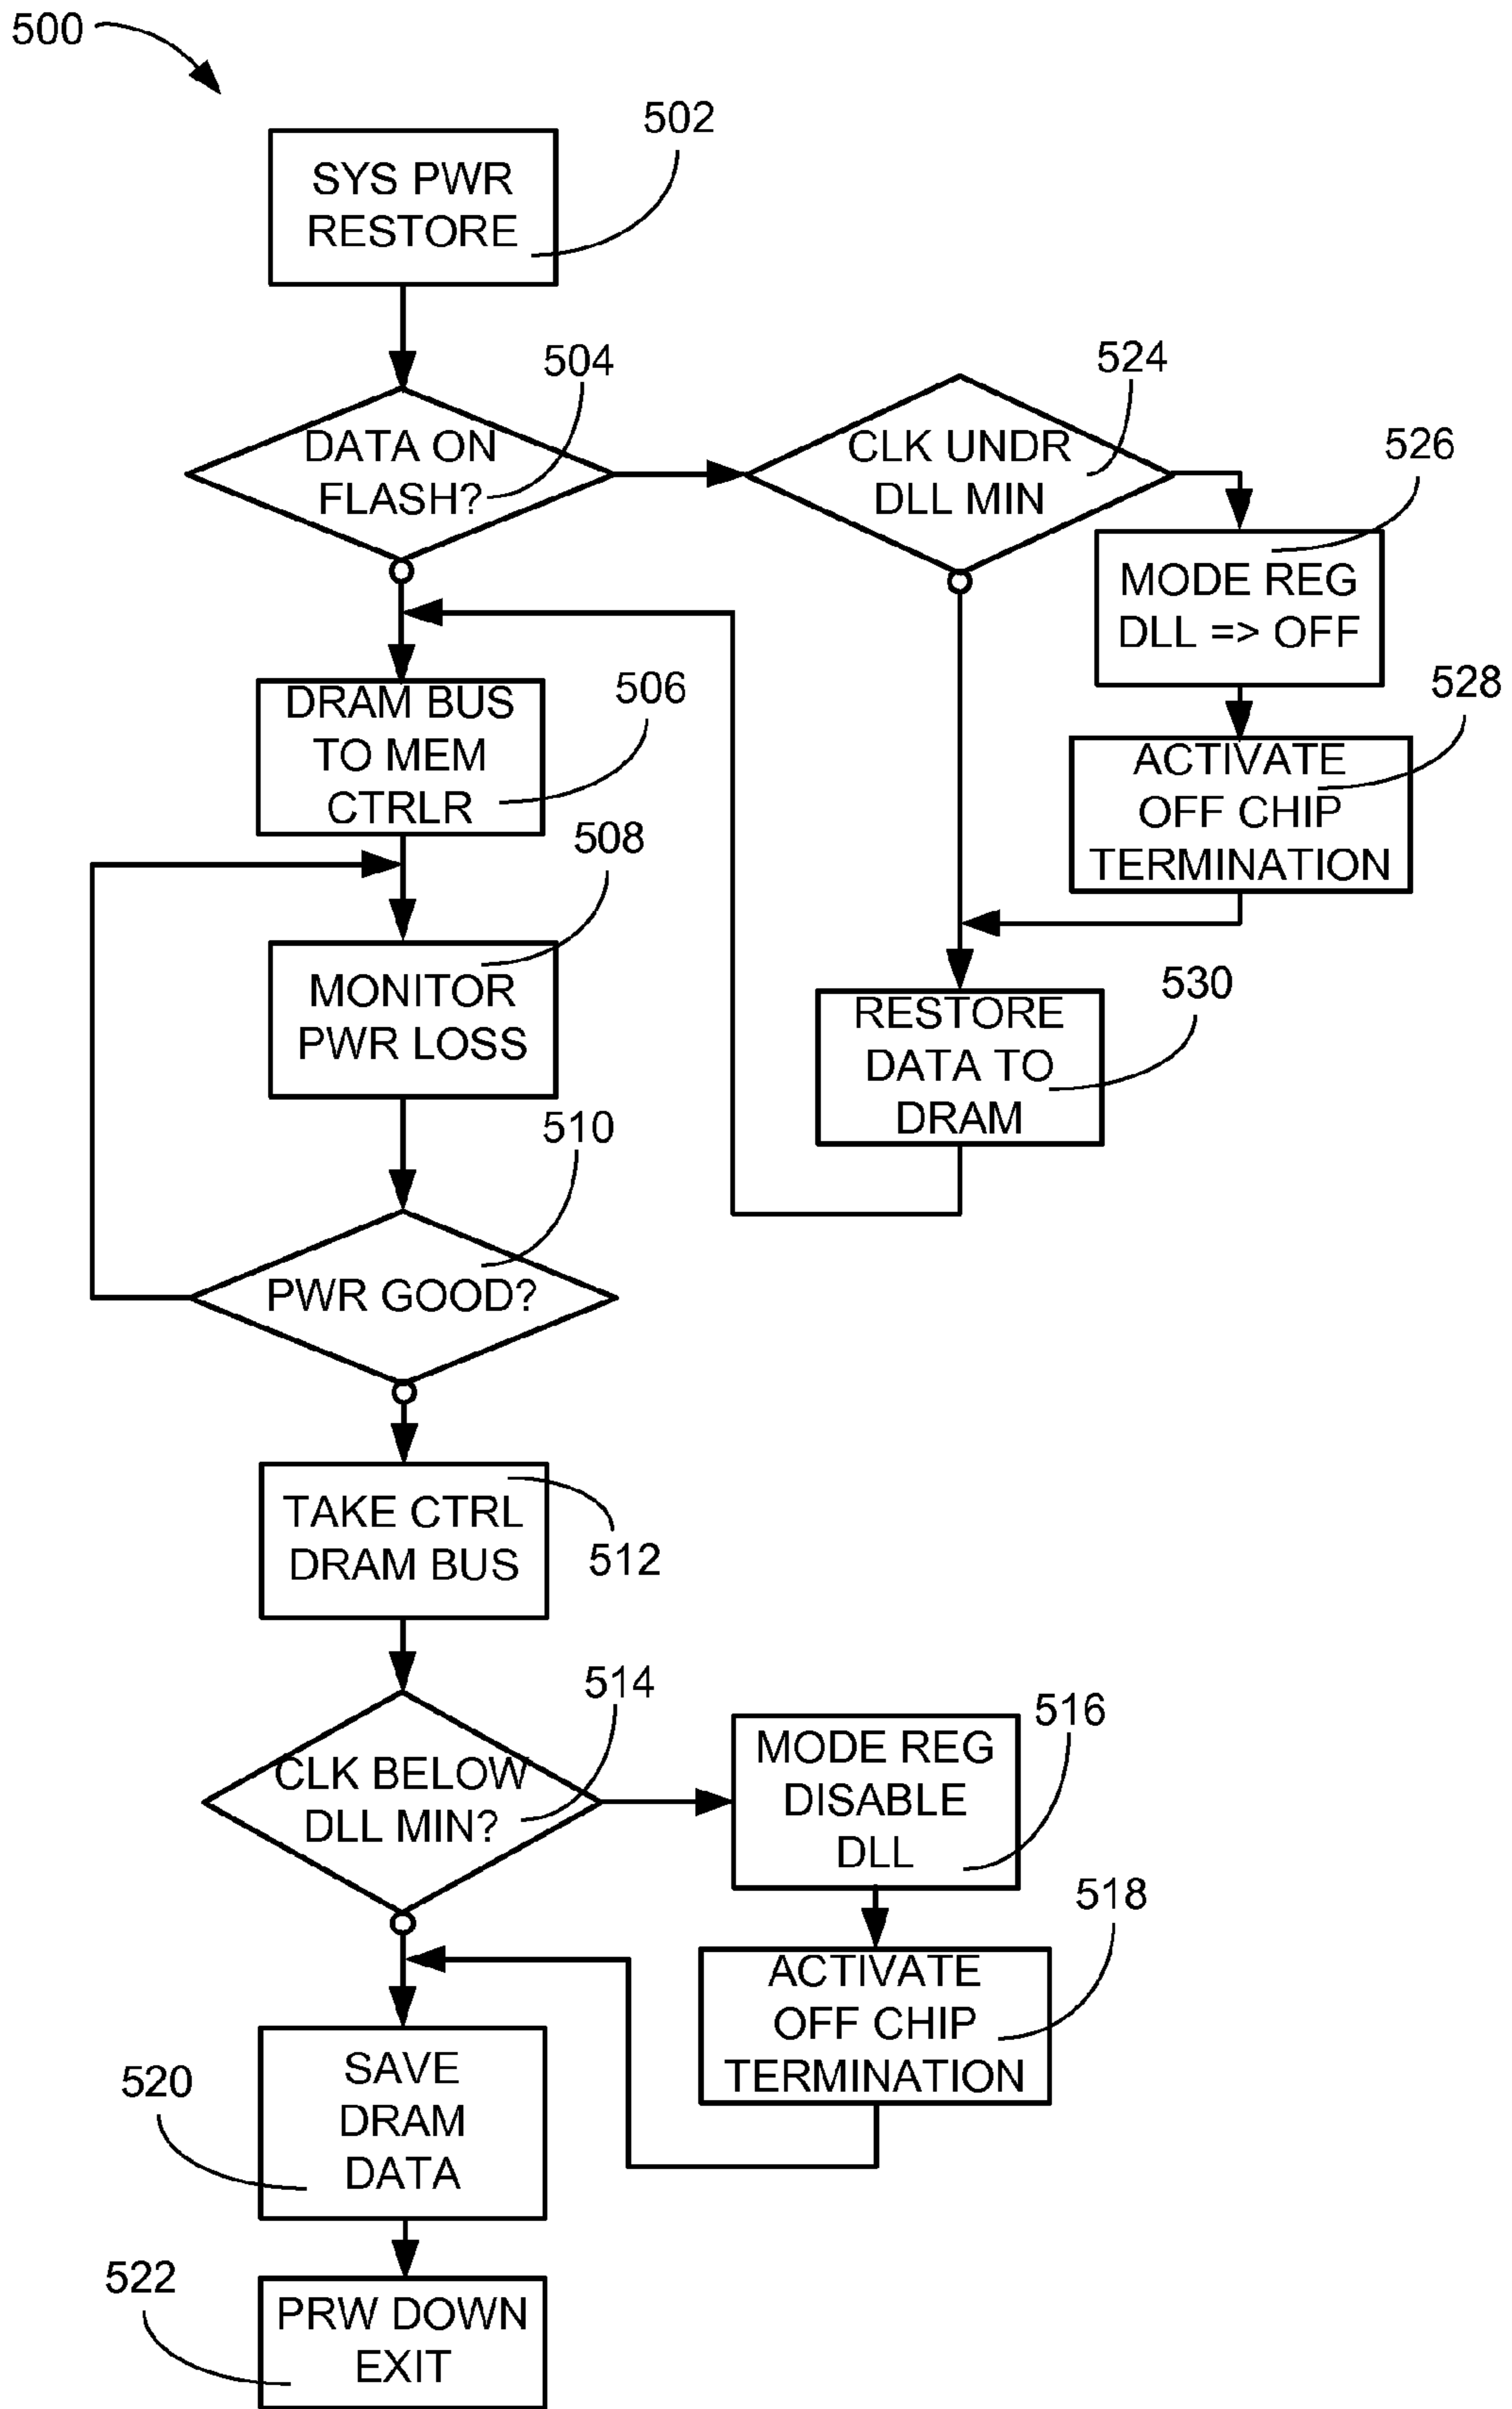 500
502
SYS PWR
RESTORE
504
DATA ON
FLASH?
524
CLK UNDR
DLL MIN
526
MODE REG
DLL => OFF
506
DRAM BUS
TO MEM
CTRLR
528
ACTIVATE
OFF CHIP
TERMINATION
508
MONITOR
PWR LOSS
530
RESTORE
DATA TO
DRAM
510
PWR GOOD?
TAKE CTRL
DRAM BUS
512
514
CLK BELOW
DLL MIN?
516
MODE REG
DISABLE
DLL
518
ACTIVATE
OFF CHIP
TERMINATION
520
SAVE
DRAM
DATA
522
PRW DOWN
EXIT